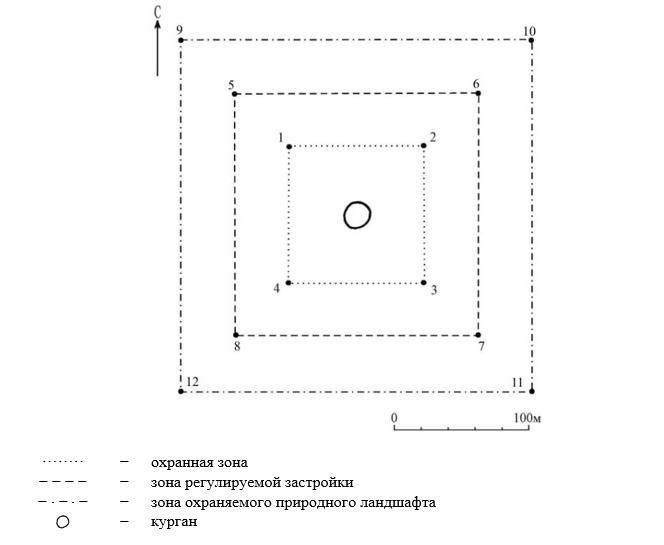 С
9
10
5
6
1
2
4
3
8
7
12
11
0
100м
– охранная зона
– зона регулируемой застройки
– зона охраняемого природного ландшафта
– курган